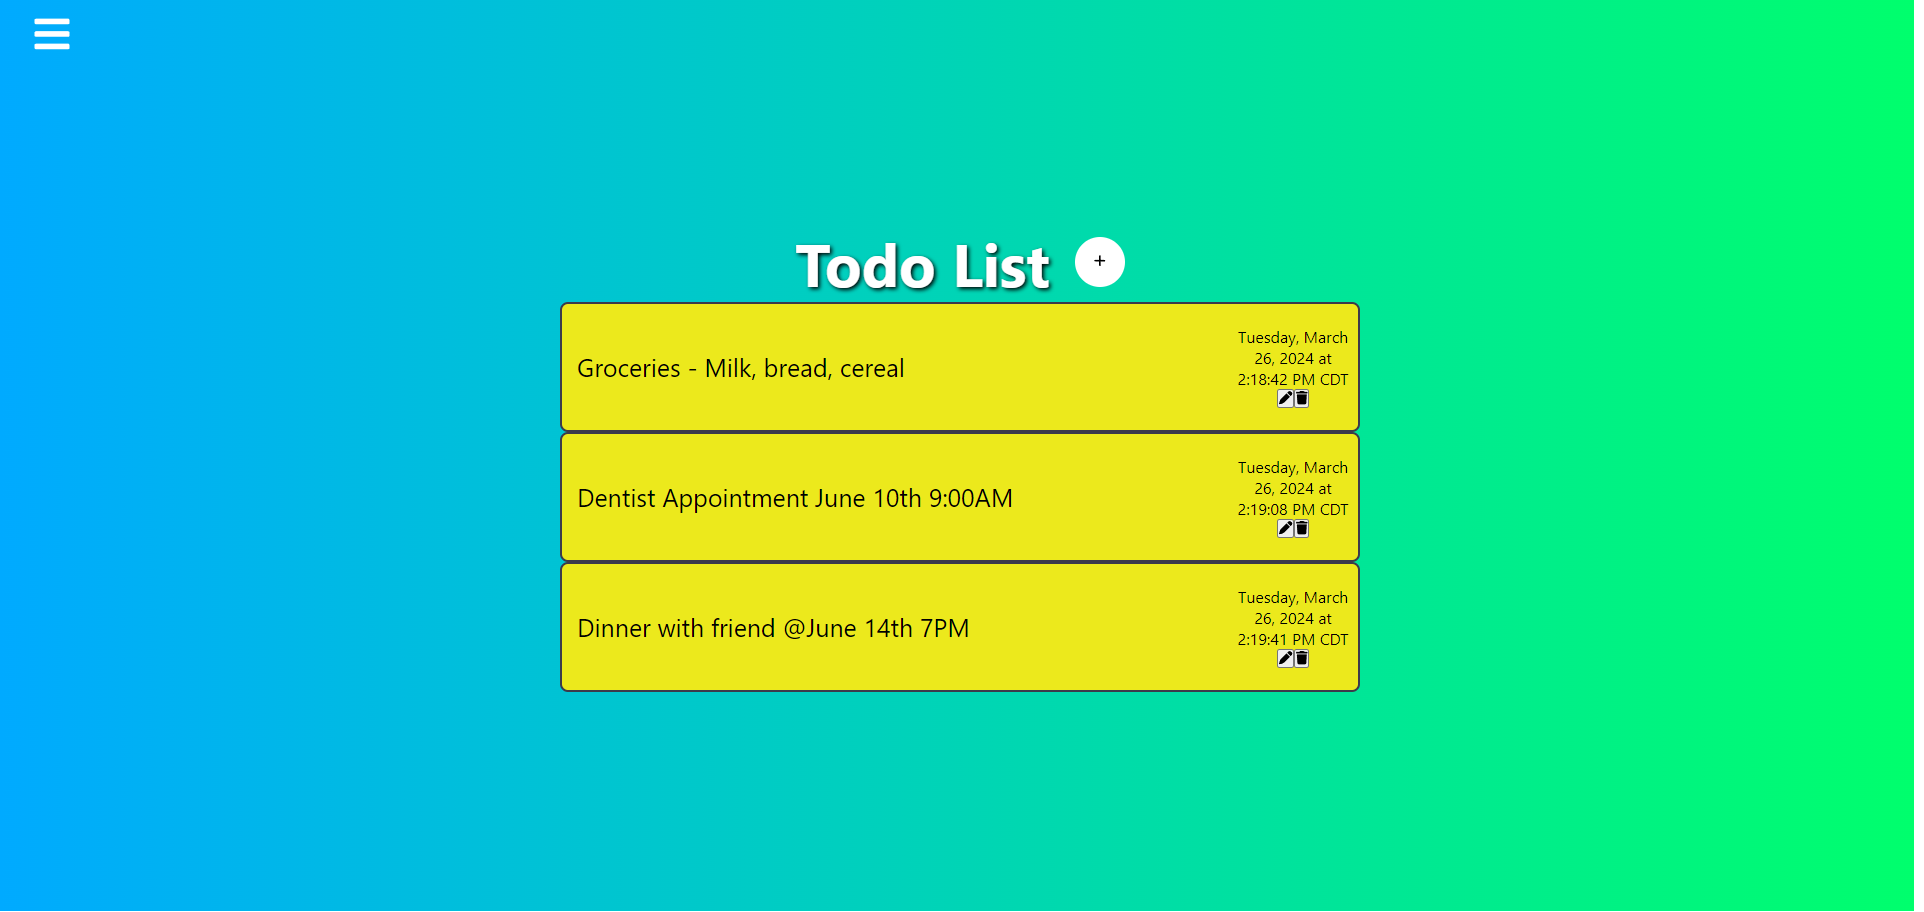 Todo List +
Groceries - Milk, bread, cereal
Tuesday, March
26, 2024 at
2:18:42 PM CDT
Dentist Appointment June 10th 9:00AM
Tuesday, March
26, 2024 at
2:19:08 PM CDT
Dinner with friend @June 14th 7PM
Tuesday, March
26, 2024 at
2:19:41 PM CDT